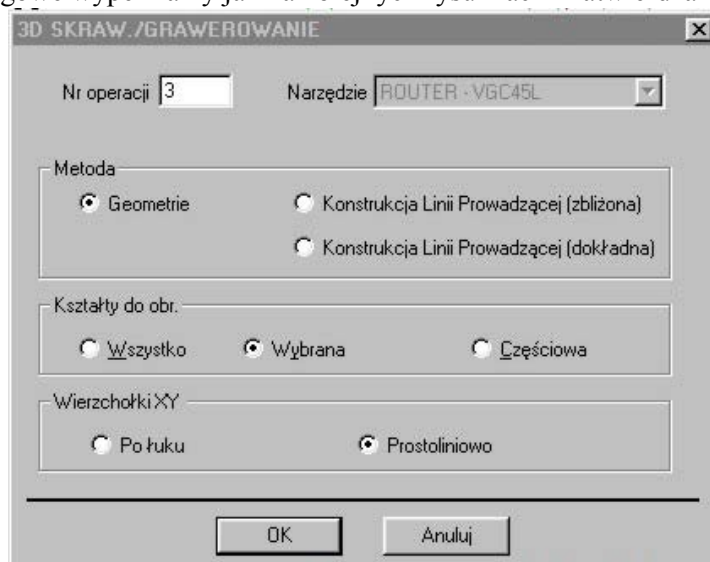 3D SKRAW./GRAWEROWANIE
Nr operacji 3 Narzędzie ROUTER - VGC45L
Metoda
Geometrie Konstrukcja Linii Prowadzącej (zbliżona)
Konstrukcja Linii Prowadzącej (dokładna)
Kształty do obr.
Wszystko Wybrana Częściowa
Wierzchołki XY
Po łuku Prostoliniowo
OK Anuluj